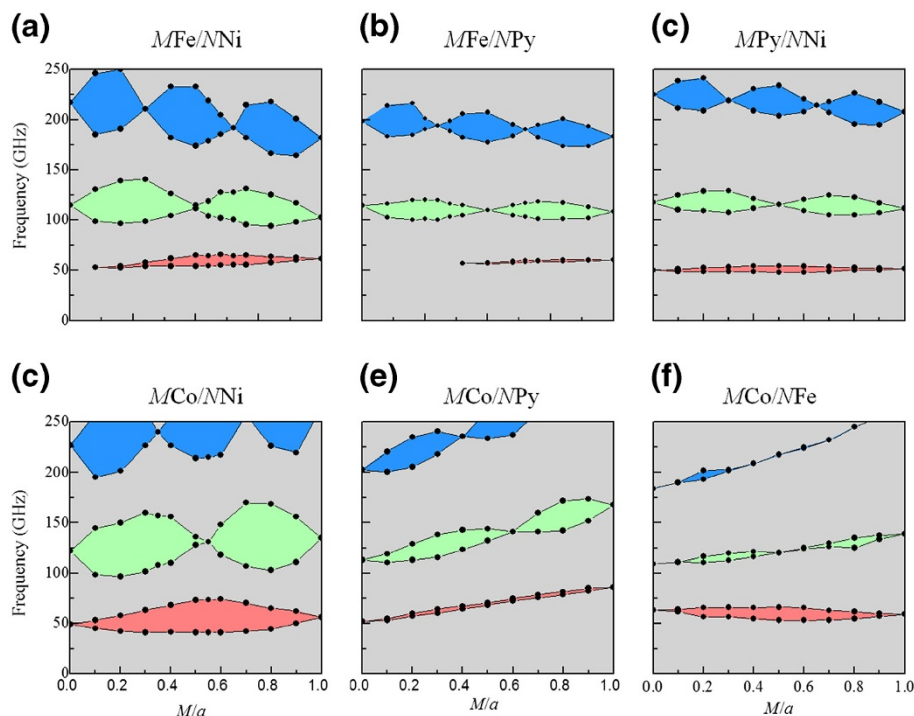 (a) (b) (c)
MFe/NNi MFe/NPy MPy/NNi
250
200
150
100
50
0
Frequency (GHz)
(c) (e) (f)
MCo/NNi MCo/NPy MCo/NFe
250
200
150
100
50
0
Frequency (GHz)
0.0 0.2 0.4 0.6 0.8 1.0 0.0 0.2 0.4 0.6 0.8 1.0 0.0 0.2 0.4 0.6 0.8 1.0
M/a M/a M/a